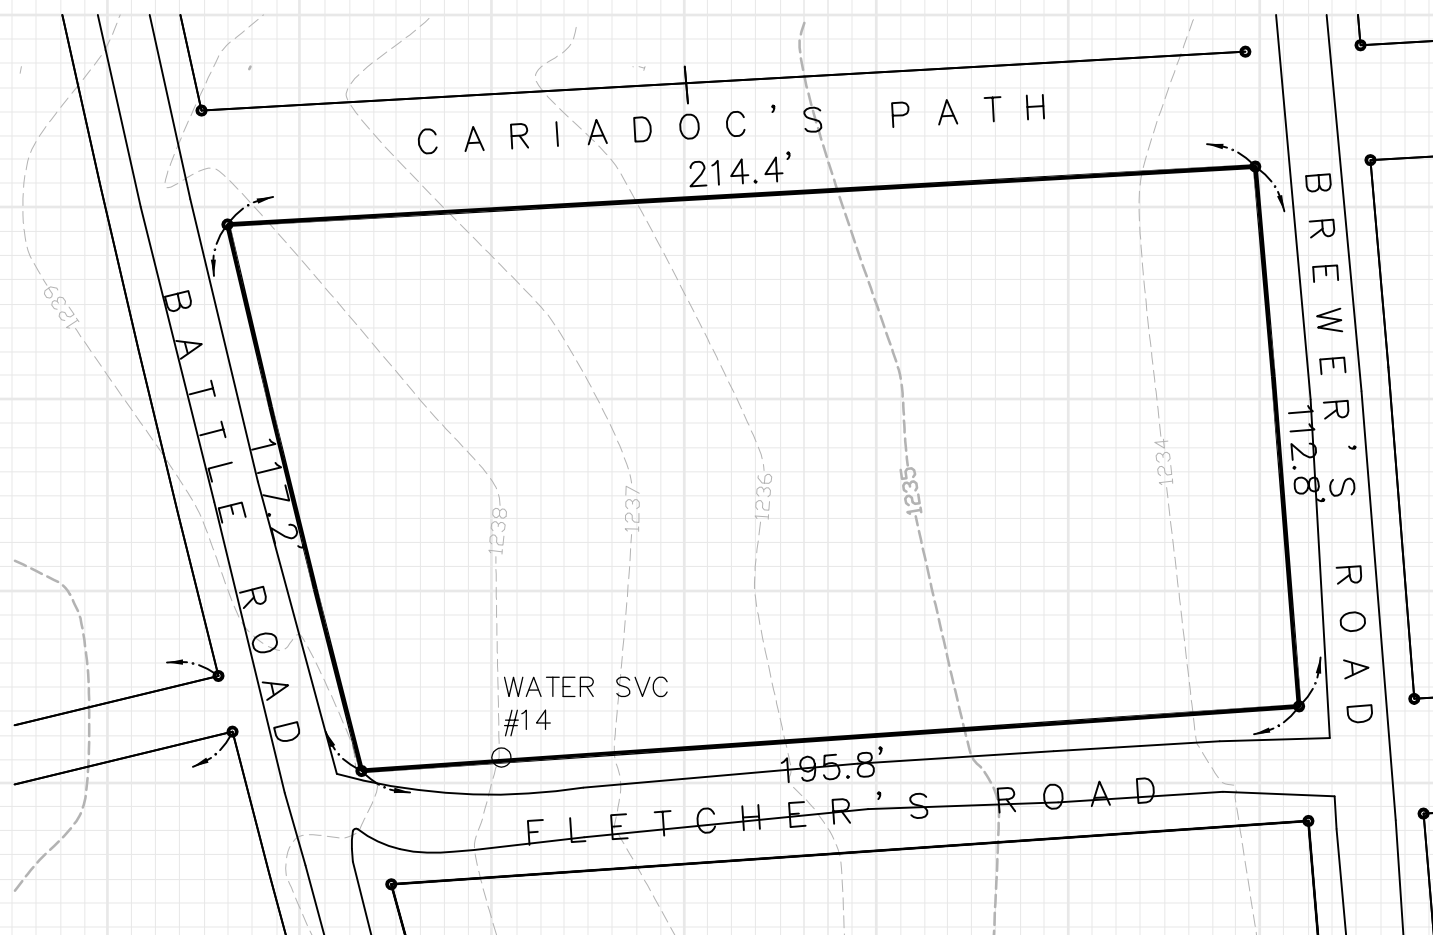 CARIADOC'S PATH
214.4'
BREWER'S ROAD
112.8'
BATTLE ROAD
117.2'
1239
1238
1237
1236
1235
1234
WATER SVC
#14
195.8'
FLETCHER'S ROAD